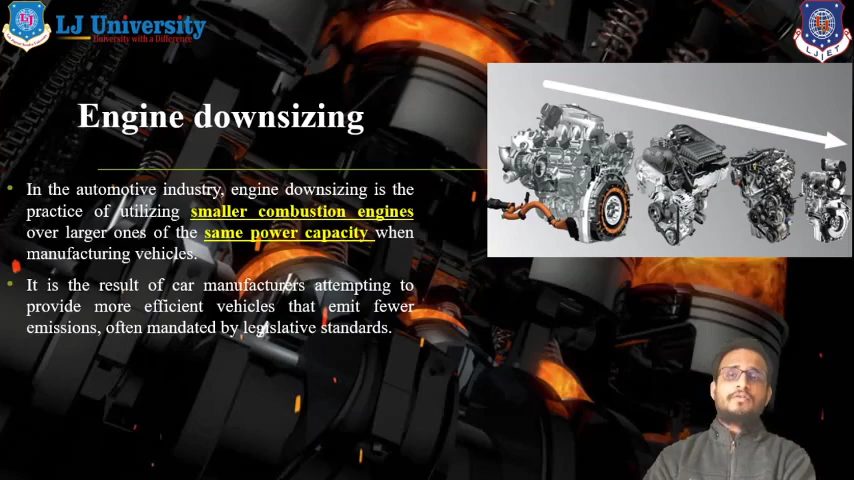 LJ University
University with a Difference
LJIET
Engine downsizing
In the automotive industry, engine downsizing is the
practice of utilizing smaller combustion engines
over larger ones of the same power capacity when
manufacturing vehicles.
It is the result of car manufacturers attempting to
provide more efficient vehicles that emit fewer
emissions, often mandated by legislative standards.